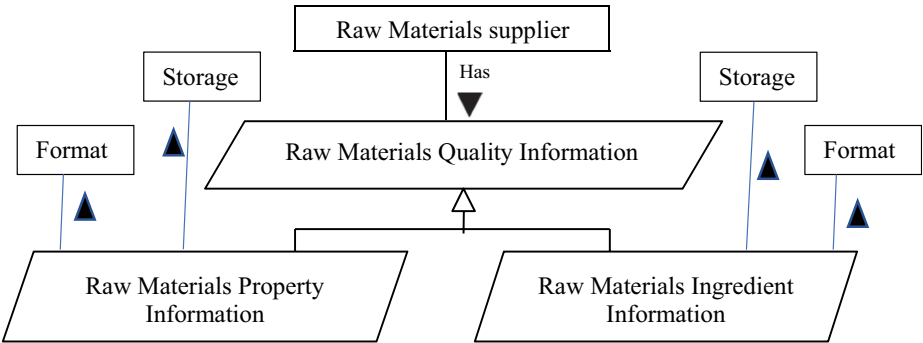 Raw Materials supplier
Has
Storage
Storage
Format
Raw Materials Quality Information
Format
Raw Materials Property
Information
Raw Materials Ingredient
Information